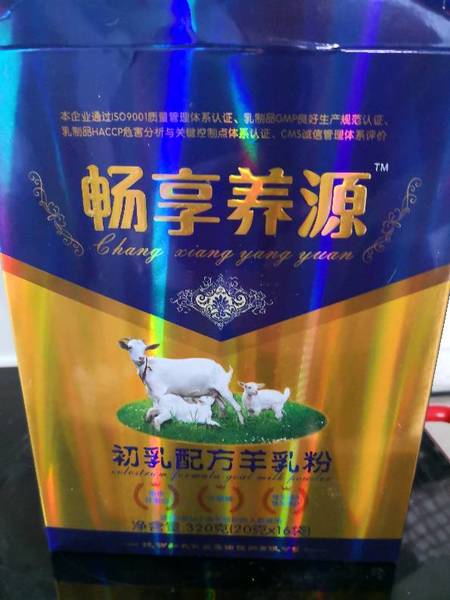 本企业通过ISO9001质量管理体系认证、乳制品GMP良好生产规范认证、
乳制品HACCP危害分析与关键控制点体系认证、CMS诚信管理体系评价
畅享养源™
Chang xiang yang yuan
初乳配方羊乳粉
colostrum formula goat milk powder
净含量:320克(20克×16袋)